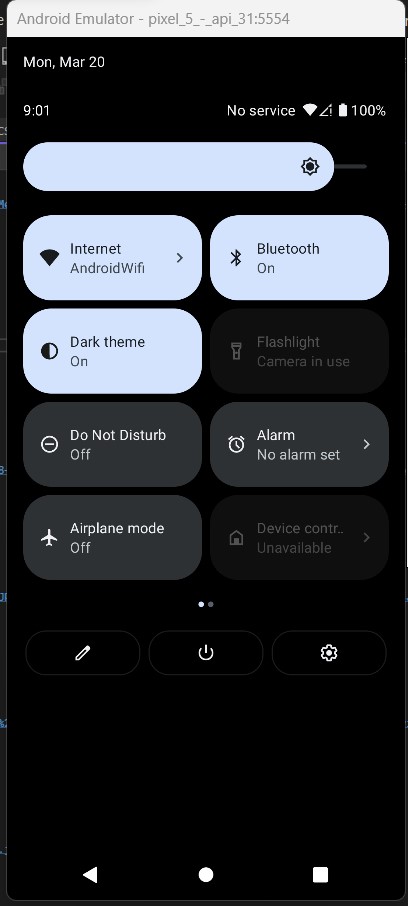 Android Emulator - pixel_5_-_api_31:5554
Mon, Mar 20
9:01
No service
100%
Internet
AndroidWifi
Bluetooth
On
Dark theme
On
Flashlight
Camera in use
Do Not Disturb
Off
Alarm
No alarm set
Airplane mode
Off
Device contr..
Unavailable